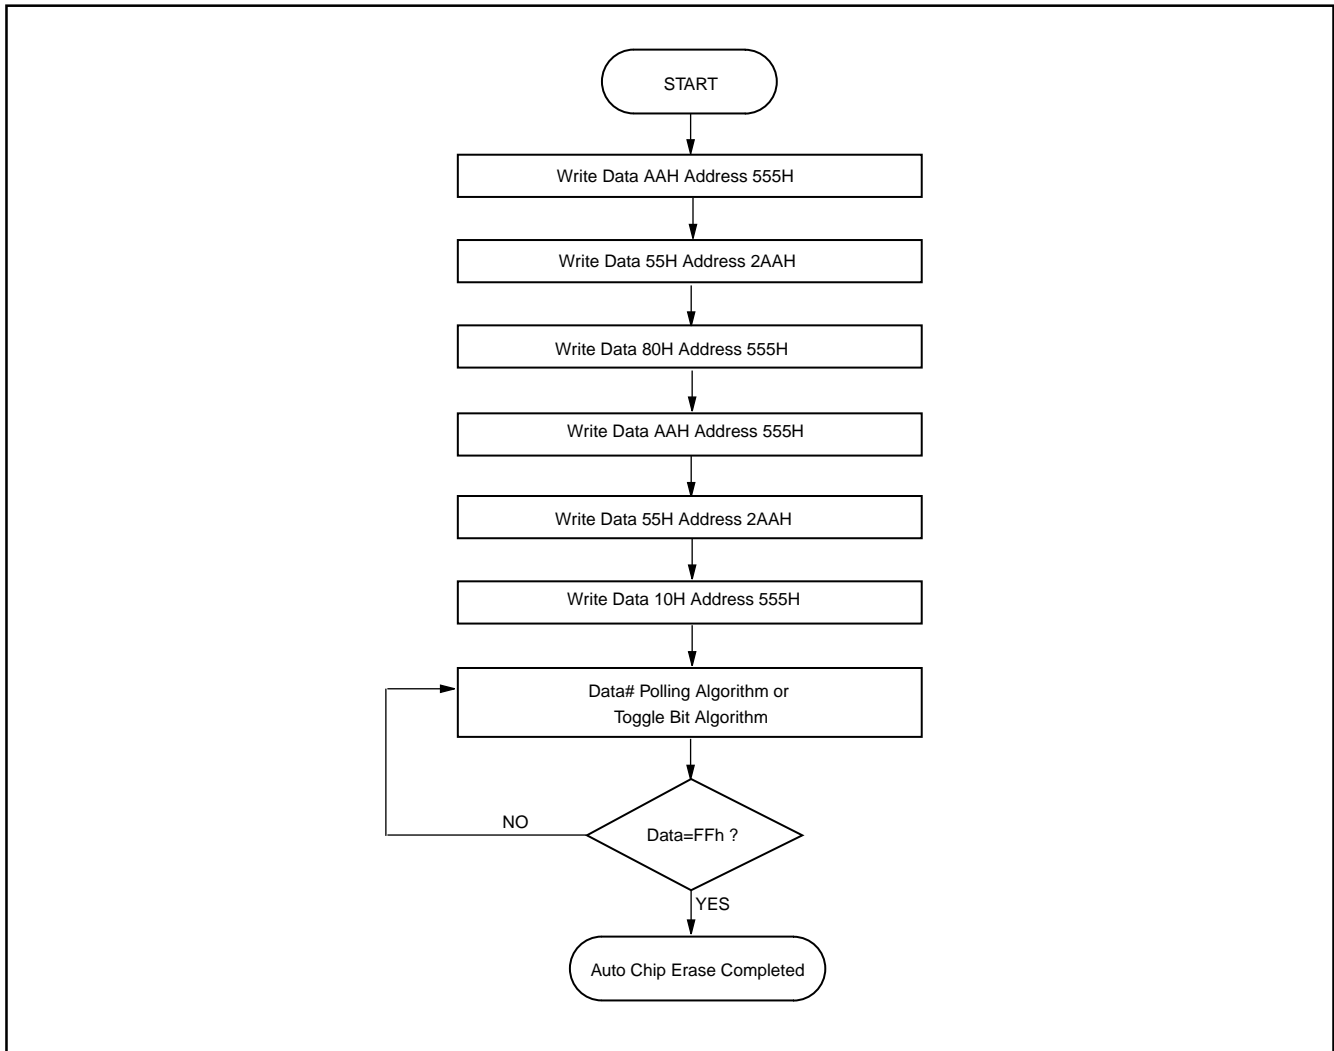 START
Write Data AAH Address 555H
Write Data 55H Address 2AAH
Write Data 80H Address 555H
Write Data AAH Address 555H
Write Data 55H Address 2AAH
Write Data 10H Address 555H
Data# Polling Algorithm or
Toggle Bit Algorithm
NO
Data=FFh ?
YES
Auto Chip Erase Completed